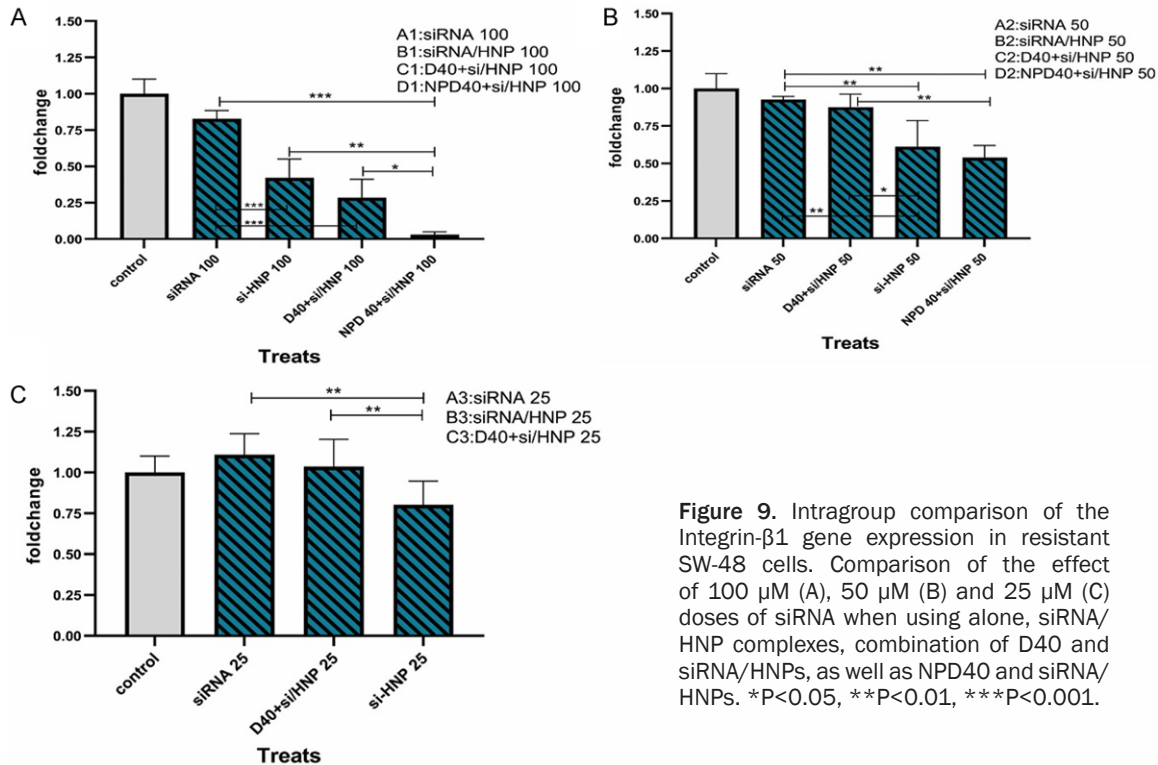 A
1.50
1.25
1.00
0.75
0.50
0.25
0.00
foldchange
A1:siRNA 100
B1:siRNA/HNP 100
C1:D40+si/HNP 100
D1:NPD40+si/HNP 100
***
**
*
***
***
control
siRNA 100
si-HNP 100
D40+si/HNP 100
NPD 40+si/HNP 100
Treats
B
1.50
1.25
1.00
0.75
0.50
0.25
0.00
foldchange
A2:siRNA 50
B2:siRNA/HNP 50
C2:D40+si/HNP 50
D2:NPD40+si/HNP 50
**
**
**
*
**
control
siRNA 50
D40+si/HNP 50
si-HNP 50
NPD 40+si/HNP 50
Treats
C
1.50
1.25
1.00
0.75
0.50
0.25
0.00
foldchange
A3:siRNA 25
B3:siRNA/HNP 25
C3:D40+si/HNP 25
**
**
control
siRNA 25
D40+si/HNP 25
si-HNP 25
Treats
Figure 9. Intragroup comparison of the
Integrin-β1 gene expression in resistant
SW-48 cells. Comparison of the effect
of 100 µM (A), 50 µM (B) and 25 µM (C)
doses of siRNA when using alone, siRNA/
HNP complexes, combination of D40 and
siRNA/HNPs, as well as NPD40 and siRNA/
HNPs. *P<0.05, **P<0.01, ***P<0.001.